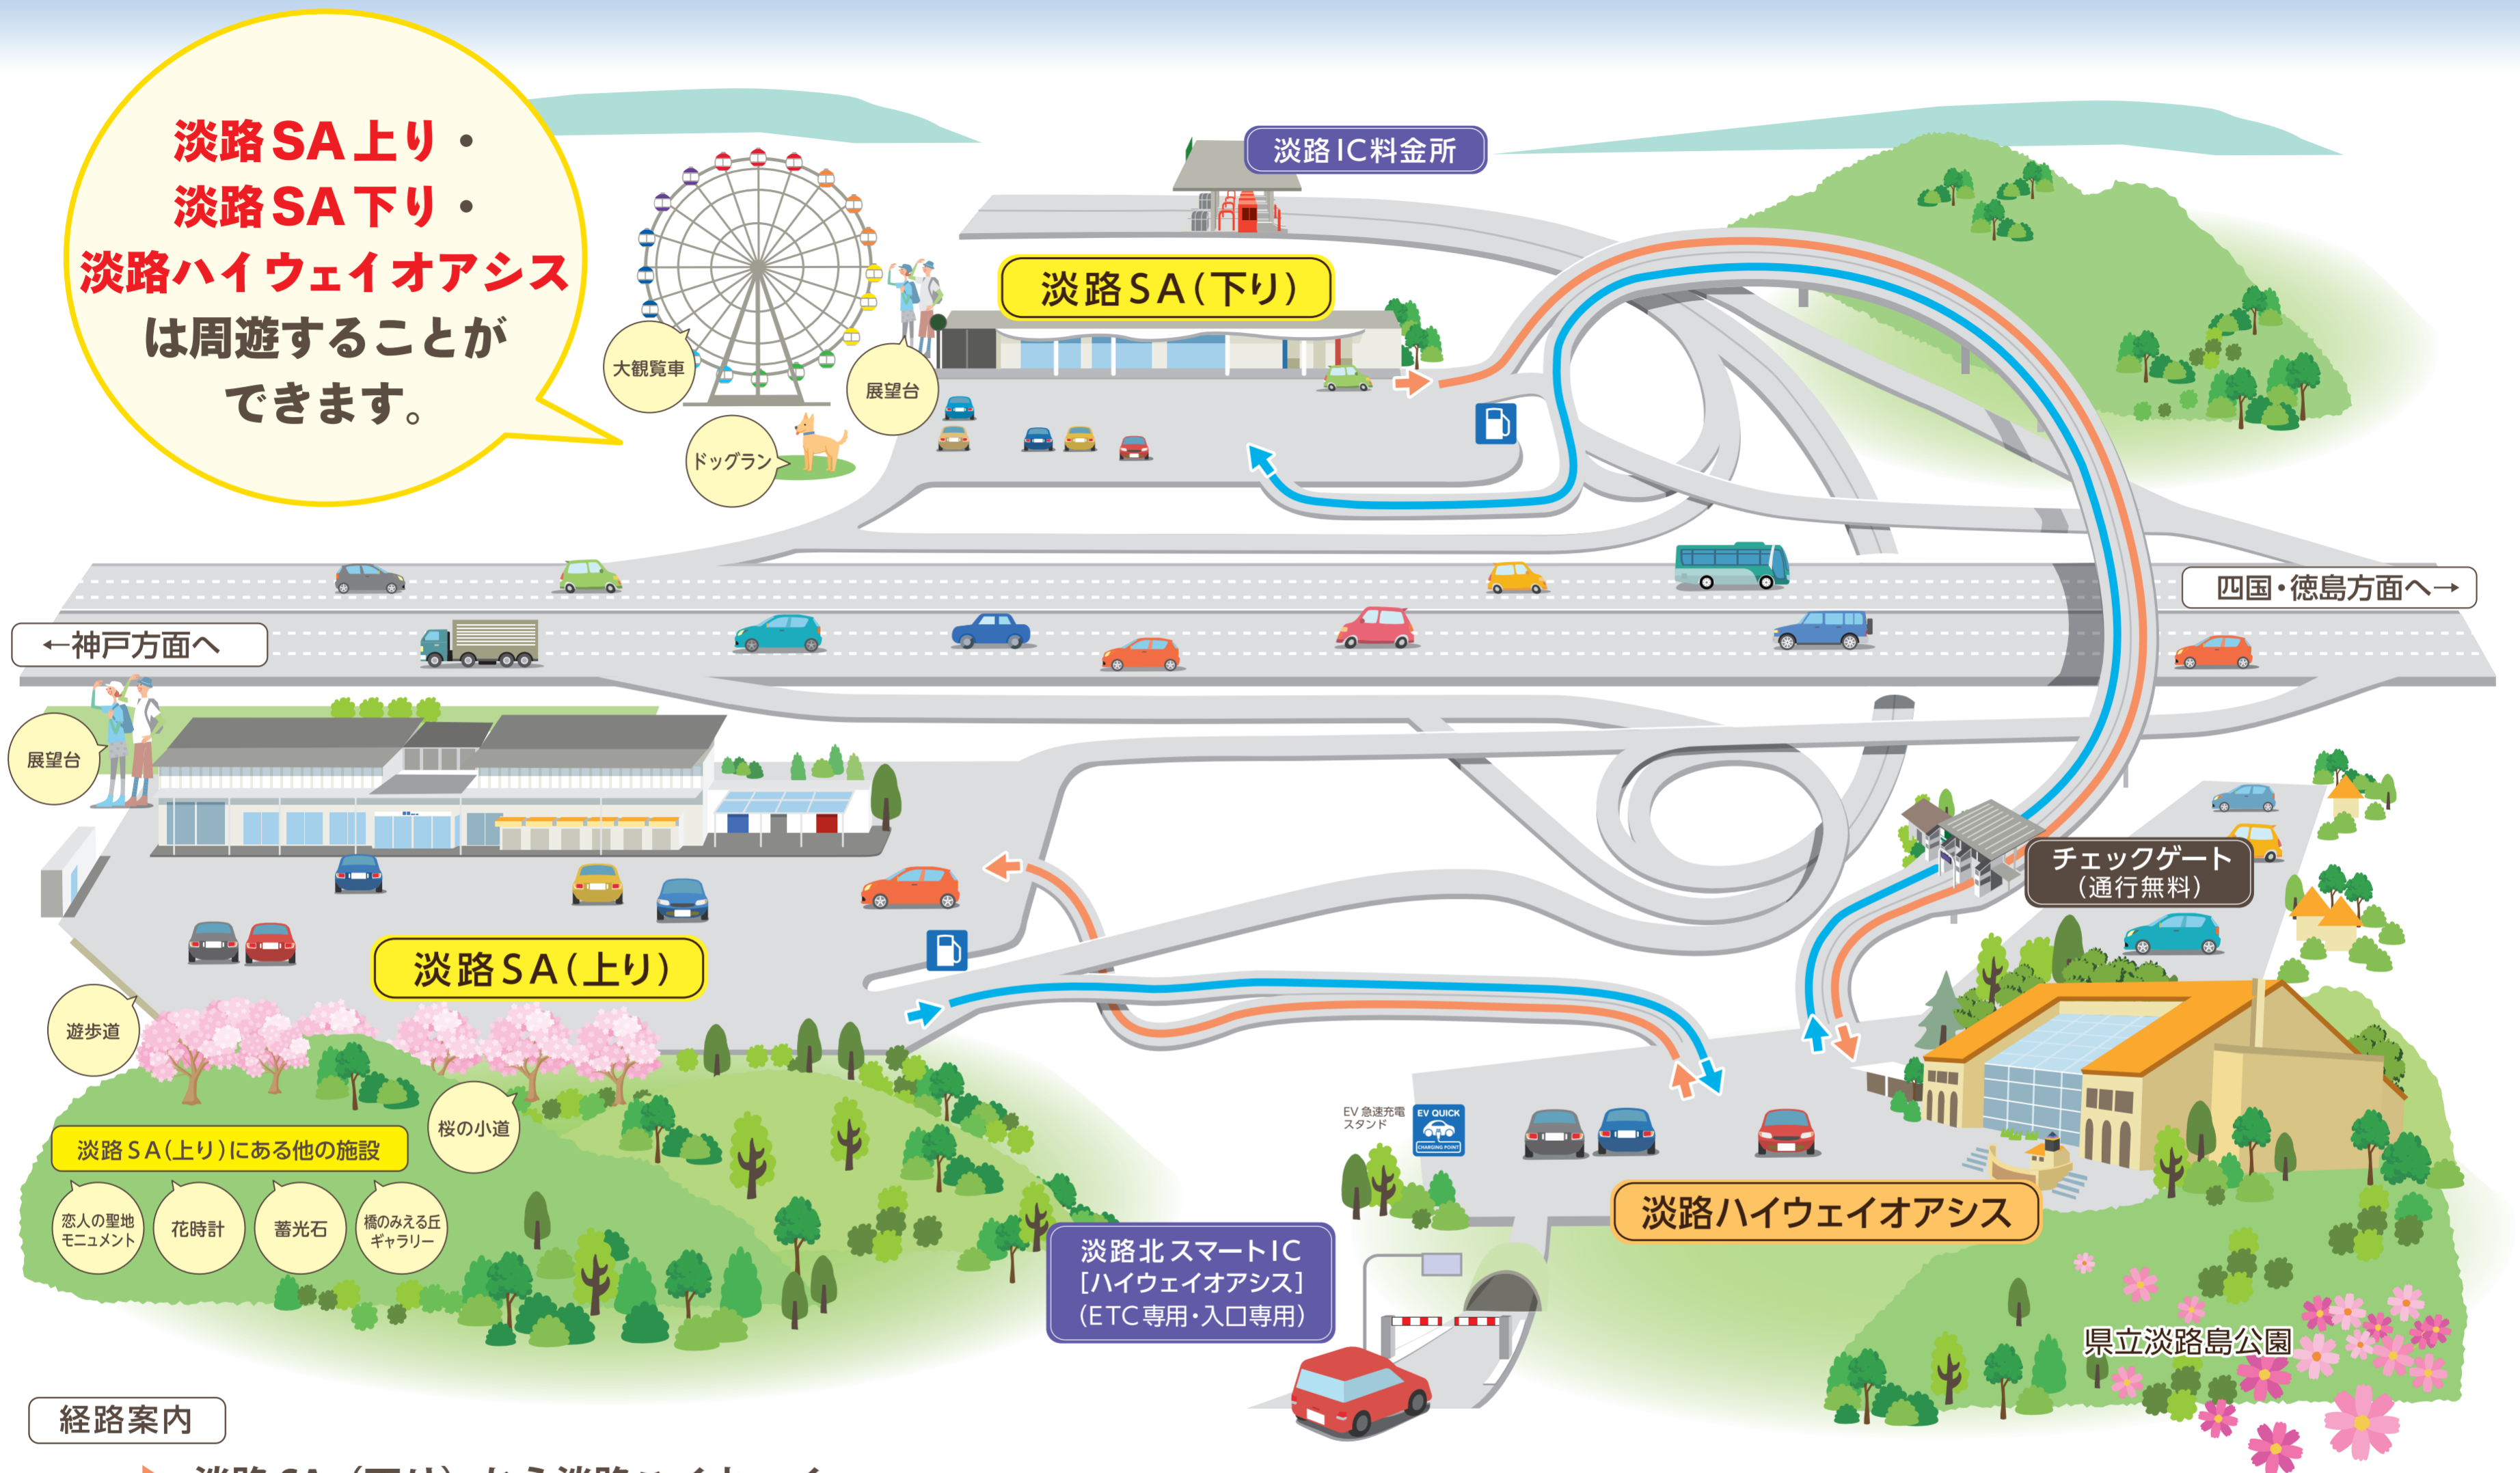 淡路SA上り・
淡路SA下り・
淡路ハイウェイオアシス
は周遊することが
できます。
淡路IC料金所
淡路SA(下り)
大観覧車
展望台
ドッグラン
四国・徳島方面へ→
←神戸方面へ
展望台
チェックゲート
(通行無料)
淡路SA(上り)
遊歩道
桜の小道
淡路SA(上り)にある他の施設
恋人の聖地
モニュメント
花時計
蓄光石
橋のみえる丘
ギャラリー
EV急速充電
スタンド
EV QUICK
CHARGING POINT
淡路ハイウェイオアシス
淡路北スマートIC
[ハイウェイオアシス]
(ETC専用・入口専用)
県立淡路島公園
経路案内